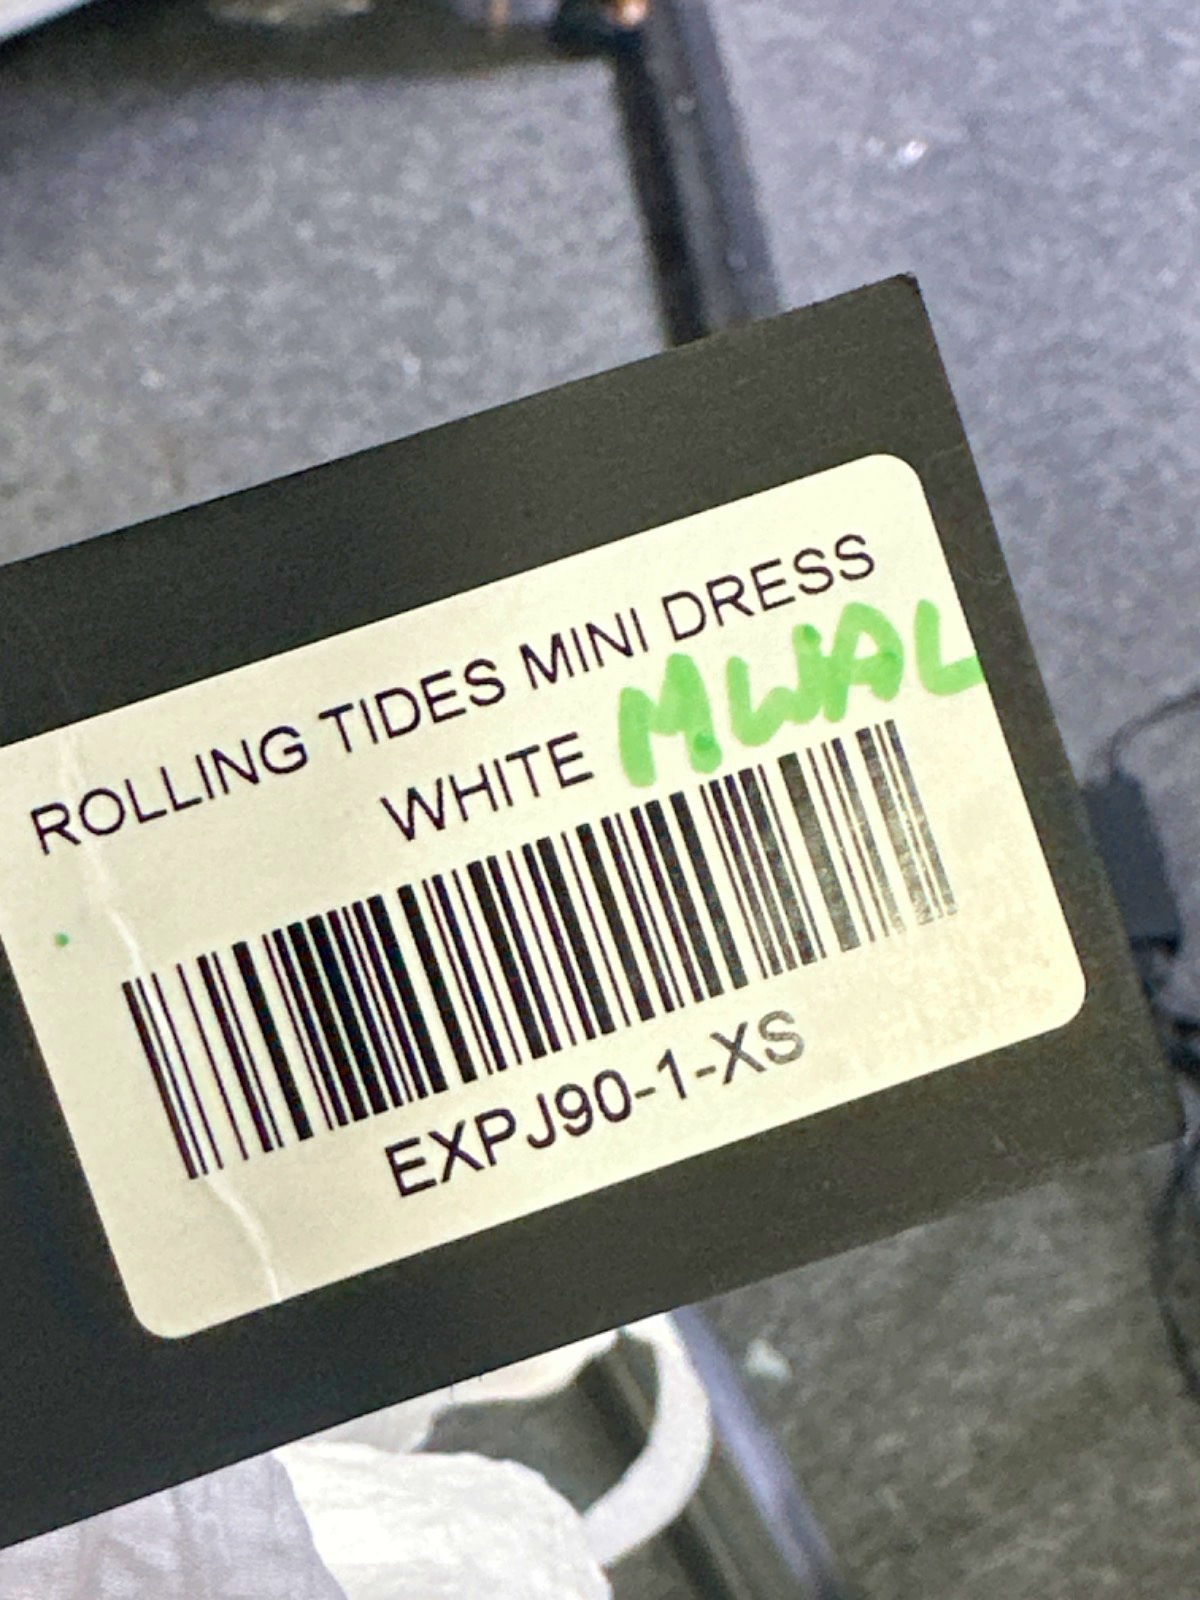 ROLLING TIDES MINI DRESS
WHITE MWAL
EXPJ90-1-XS